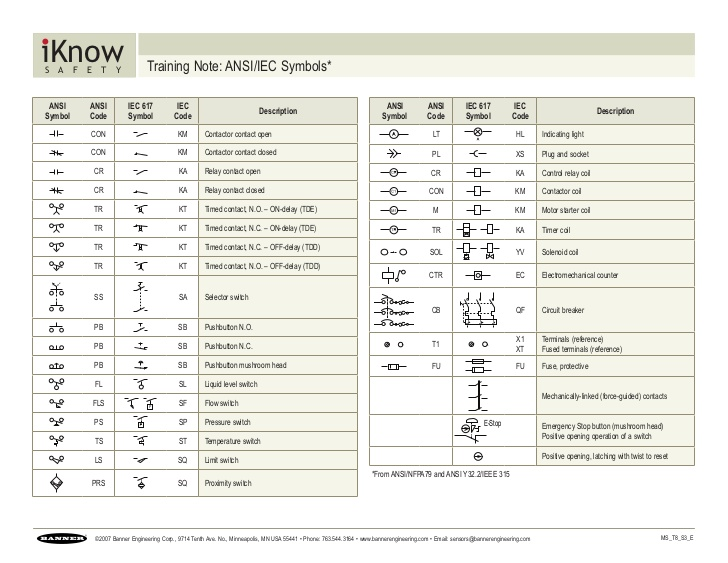 iKnow
SAFETY
Training Note: ANSI/IEC Symbols*
ANSI Symbol ANSI Code IEC 617 Symbol IEC Code Description
CON KM Contactor contact open
CON KM Contactor contact closed
CR KA Relay contact open
CR KA Relay contact closed
TR KT Timed contact, N.O. – ON-delay (TDE)
TR KT Timed contact, N.C. – ON-delay (TDE)
TR KT Timed contact, N.C. – OFF-delay (TDD)
TR KT Timed contact, N.O. – OFF-delay (TDD)
SS SA Selector switch
PB SB Pushbutton N.O.
PB SB Pushbutton N.C.
PB SB Pushbutton mushroom head
FL SL Liquid level switch
FLS SF Flow switch
PS SP Pressure switch
TS ST Temperature switch
LS SQ Limit switch
PRS SQ Proximity switch
ANSI Symbol ANSI Code IEC 617 Symbol IEC Code Description
LT HL Indicating light
PL XS Plug and socket
CR KA Control relay coil
CON KM Contactor coil
M KM Motor starter coil
TR KA Timer coil
SOL YV Solenoid coil
CTR EC Electromechanical counter
CB QF Circuit breaker
T1 X1 Terminals (reference)
XT Fused terminals (reference)
FU FU Fuse, protective
Mechanically-linked (force-guided) contacts
E-Stop Emergency Stop button (mushroom head)
Positive opening operation of a switch
Positive opening, latching with twist to reset
*From ANSI/NFPA79 and ANSI Y32.2/IEEE 315
BANNER ©2007 Banner Engineering Corp., 9714 Tenth Ave. No., Minneapolis, MN USA 55441 • Phone: 763.544.3164 • www.bannerengineering.com • Email: sensors@bannerengineering.com MS_T8_S3_E